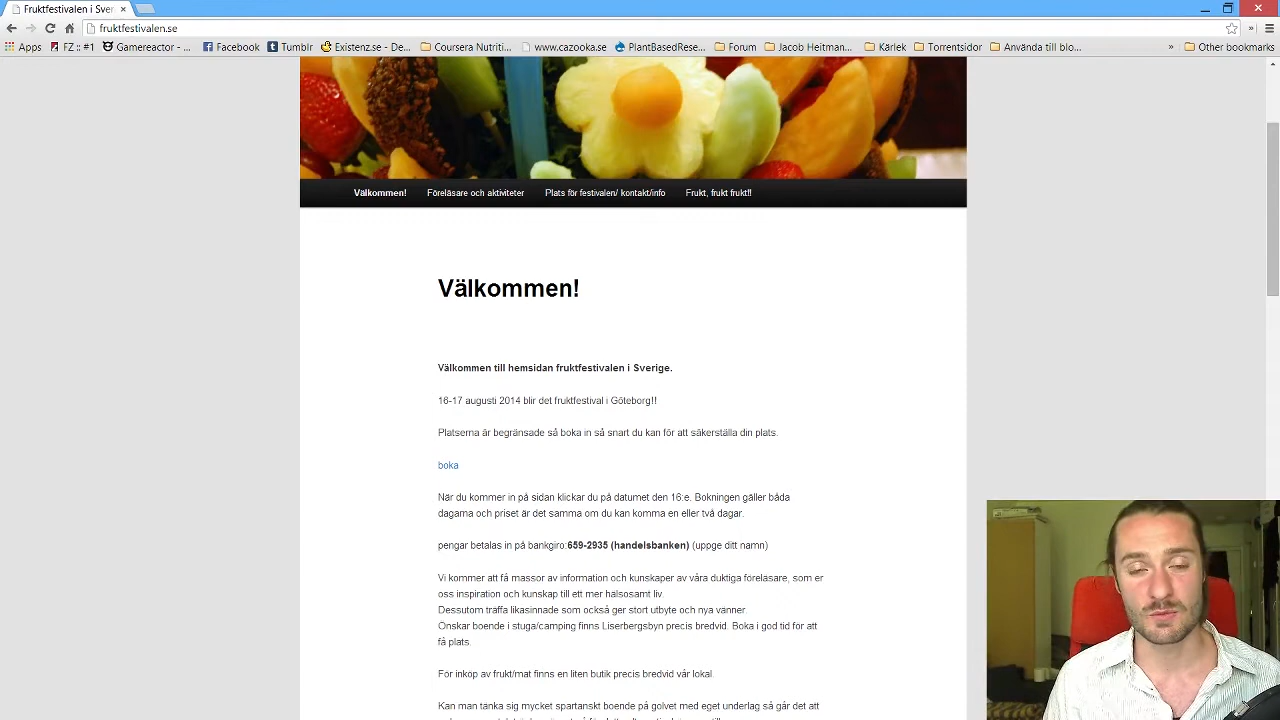 Fruktfestivalen i Sver
fruktfestivalen.se
Apps FZ :: #1 Gamereactor - Facebook Tumblr Existenz.se - De... Coursera Nutriti... www.cazooka.se PlantBasedRese... Forum Jacob Heitman... Kärlek Torrentsidor Använda till blo... » Other bookmarks
Välkommen! Föreläsare och aktiviteter Plats för festivalen/ kontakt/info Frukt, frukt frukt!!
Välkommen!
Välkommen till hemsidan fruktfestivalen i Sverige.
16-17 augusti 2014 blir det fruktfestival i Göteborg!!
Platserna är begränsade så boka in så snart du kan för att säkerställa din plats.
boka
När du kommer in på sidan klickar du på datumet den 16:e. Bokningen gäller båda
dagarna och priset är det samma om du kan komma en eller två dagar.
pengar betalas in på bankgiro:659-2935 (handelsbanken) (uppge ditt namn)
Vi kommer att få massor av information och kunskaper av våra duktiga föreläsare, som er
oss inspiration och kunskap till ett mer hälsosamt liv.
Dessutom träffa likasinnade som också ger stort utbyte och nya vänner.
Önskar boende i stuga/camping finns Liserbergsbyn precis bredvid. Boka i god tid för att
få plats.
För inköp av frukt/mat finns en liten butik precis bredvid vår lokal.
Kan man tänka sig mycket spartanskt boende på golvet med eget underlag så går det att